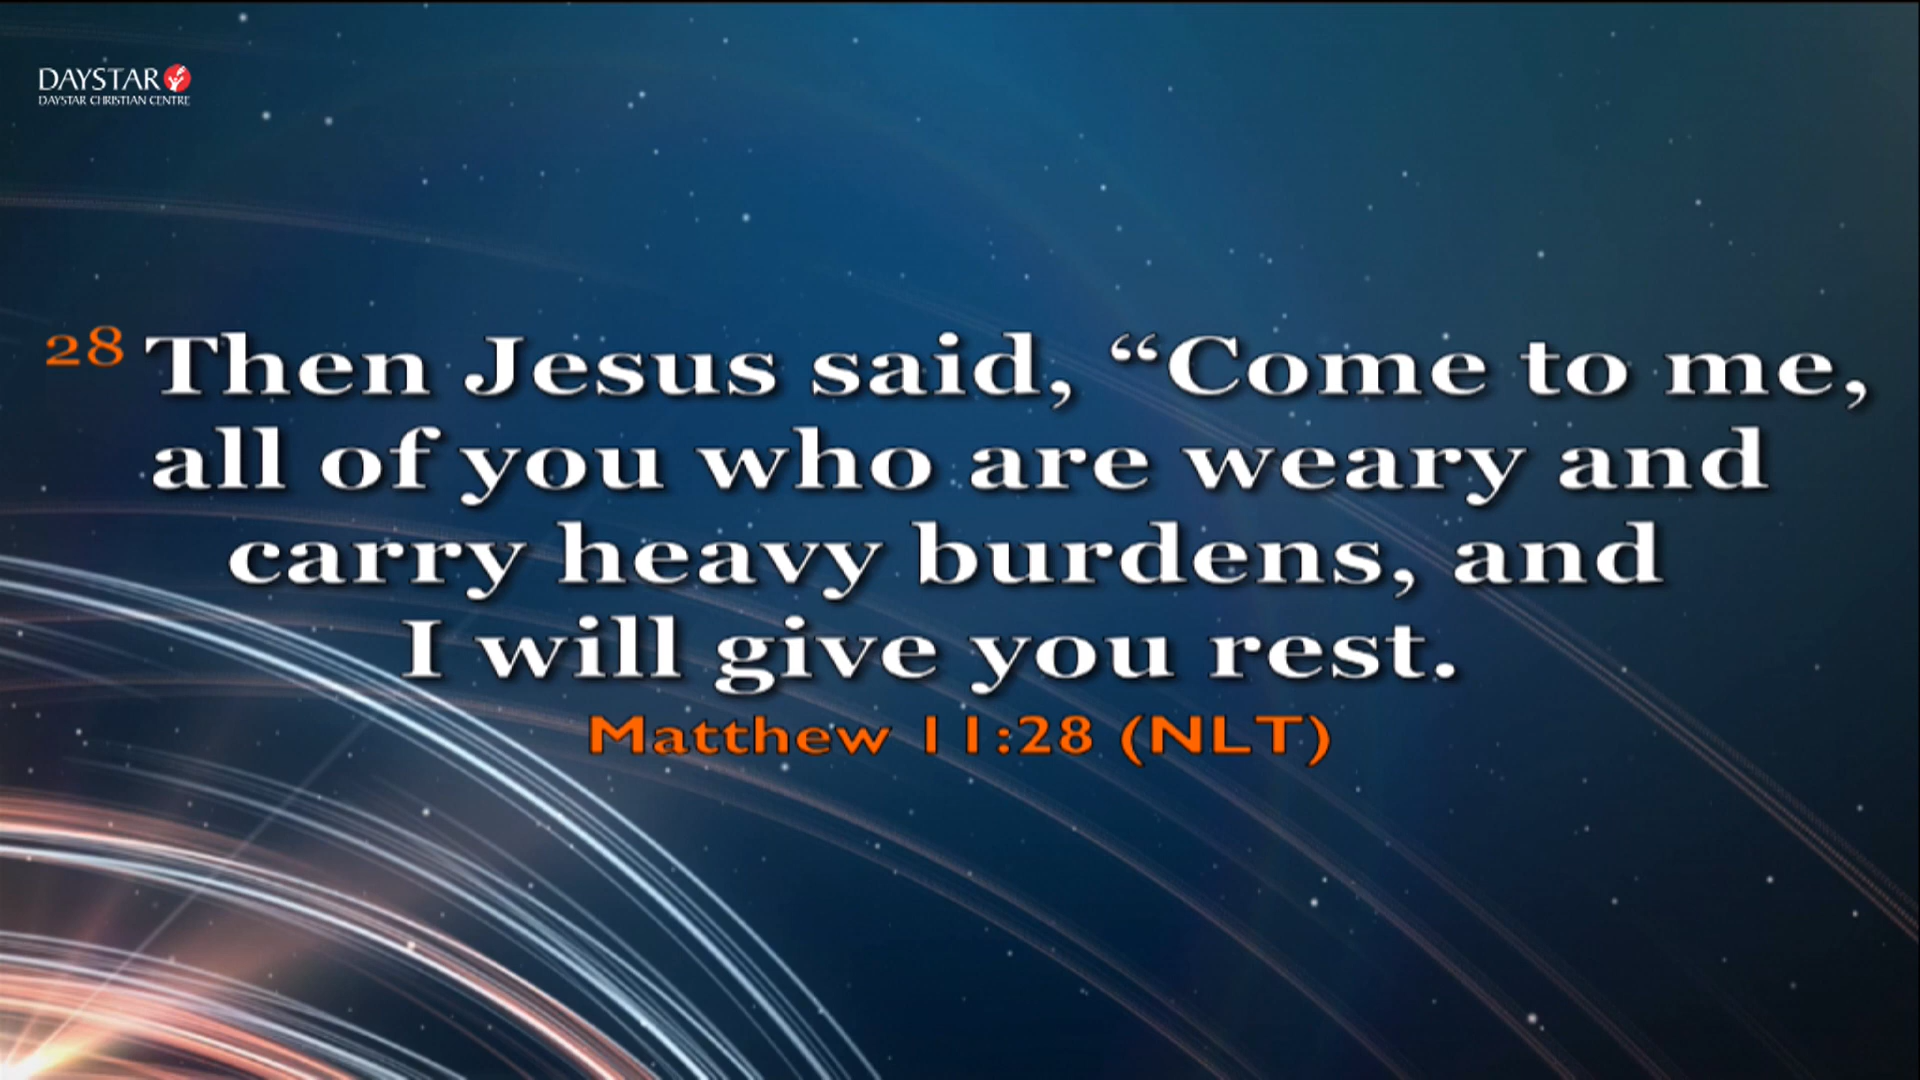 DAYSTAR
DAYSTAR CHRISTIAN CENTRE
28 Then Jesus said, “Come to me,
all of you who are weary and
carry heavy burdens, and
I will give you rest.
Matthew 11:28 (NLT)